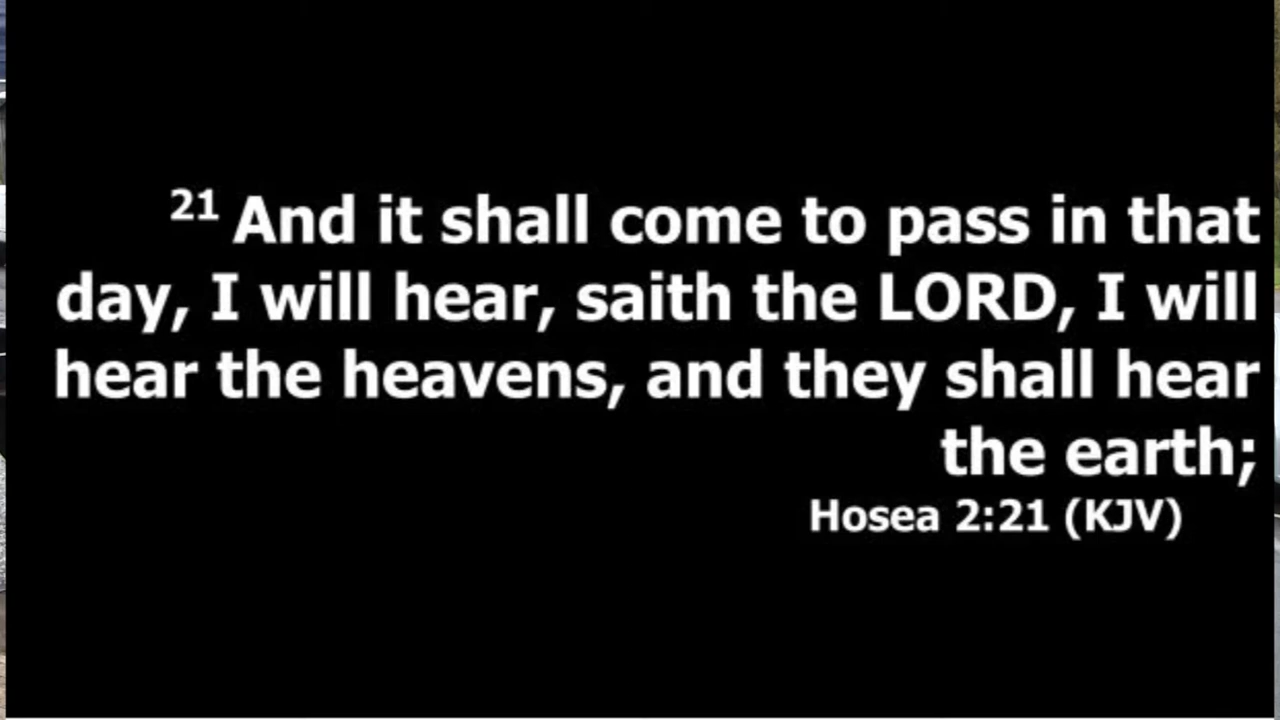 21 And it shall come to pass in that
day, I will hear, saith the LORD, I will
hear the heavens, and they shall hear
the earth;
Hosea 2:21 (KJV)